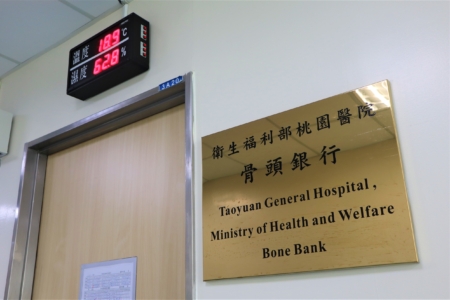 溫度 18.9 °C
濕度 62.8 %
衛生福利部桃園醫院
骨頭銀行
Taoyuan General Hospital,
Ministry of Health and Welfare
Bone Bank